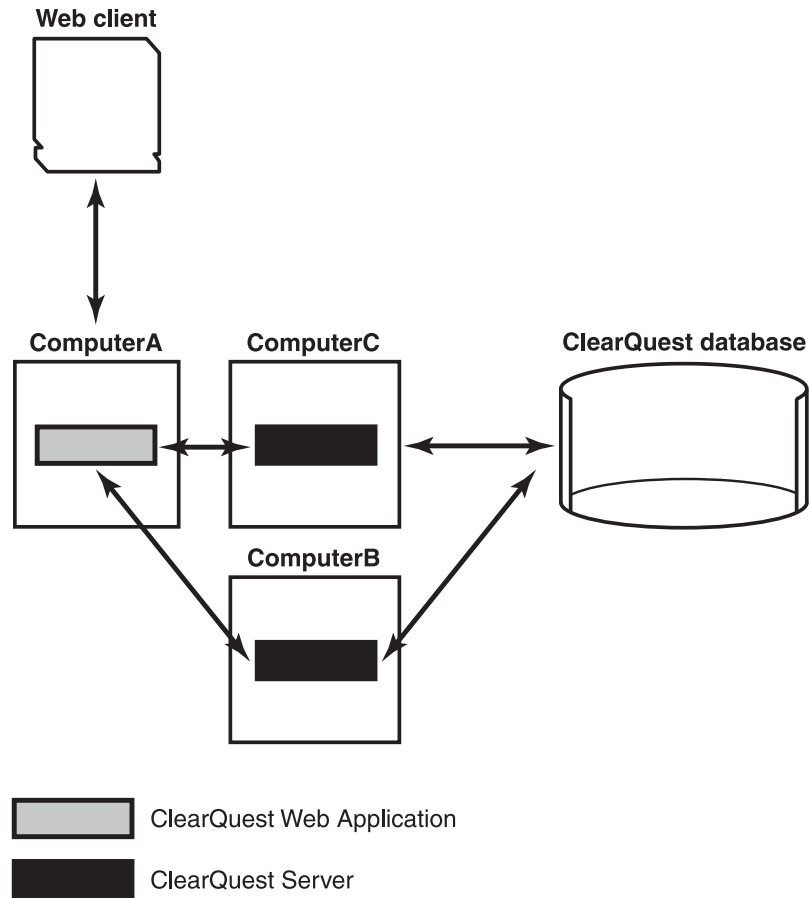 Web client
ComputerA
ComputerC
ClearQuest database
ComputerB
ClearQuest Web Application
ClearQuest Server